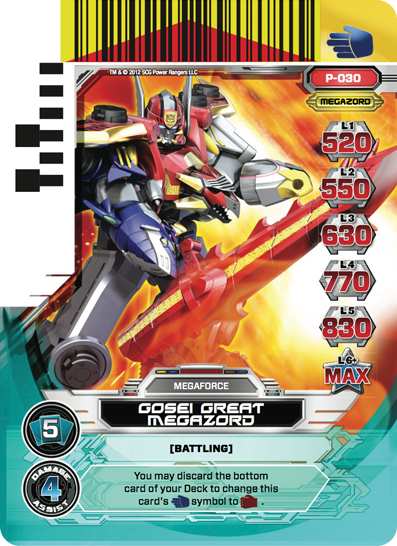 TM & © 2012 SCG Power Rangers LLC
P-030
MEGAZORD
L1
520
L2
550
L3
630
L4
770
L5
830
L6+
MAX
MEGAFORCE
GOSEI GREAT
MEGAZORD
5
[BATTLING]
DAMAGE
4
ASSIST
You may discard the bottom
card of your Deck to change this
card's symbol to .